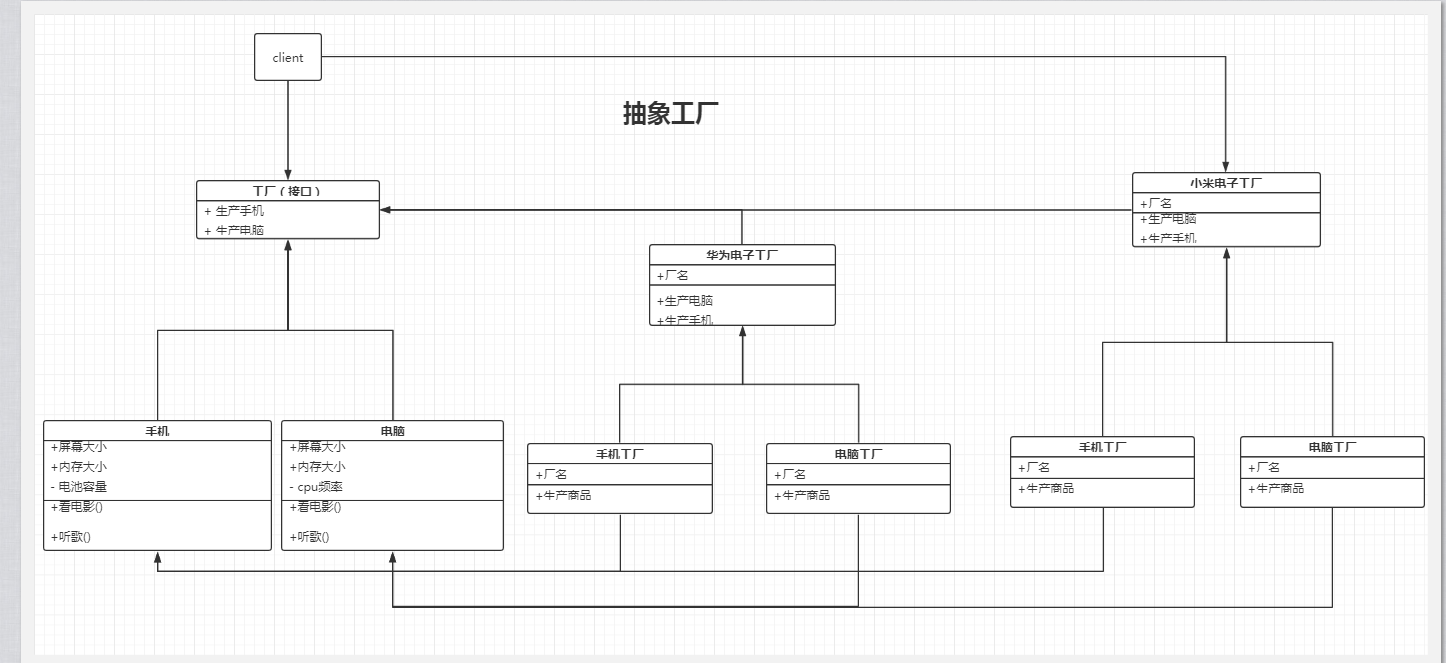 client
抽象工厂
工厂（接口）
+ 生产手机
+ 生产电脑
小米电子工厂
+厂名
+生产电脑
+生产手机
华为电子工厂
+厂名
+生产电脑
+生产手机
手机
+屏幕大小
+内存大小
- 电池容量
+看电影()
+听歌()
电脑
+屏幕大小
+内存大小
- cpu频率
+看电影()
+听歌()
手机工厂
+厂名
+生产商品
电脑工厂
+厂名
+生产商品
手机工厂
+厂名
+生产商品
电脑工厂
+厂名
+生产商品